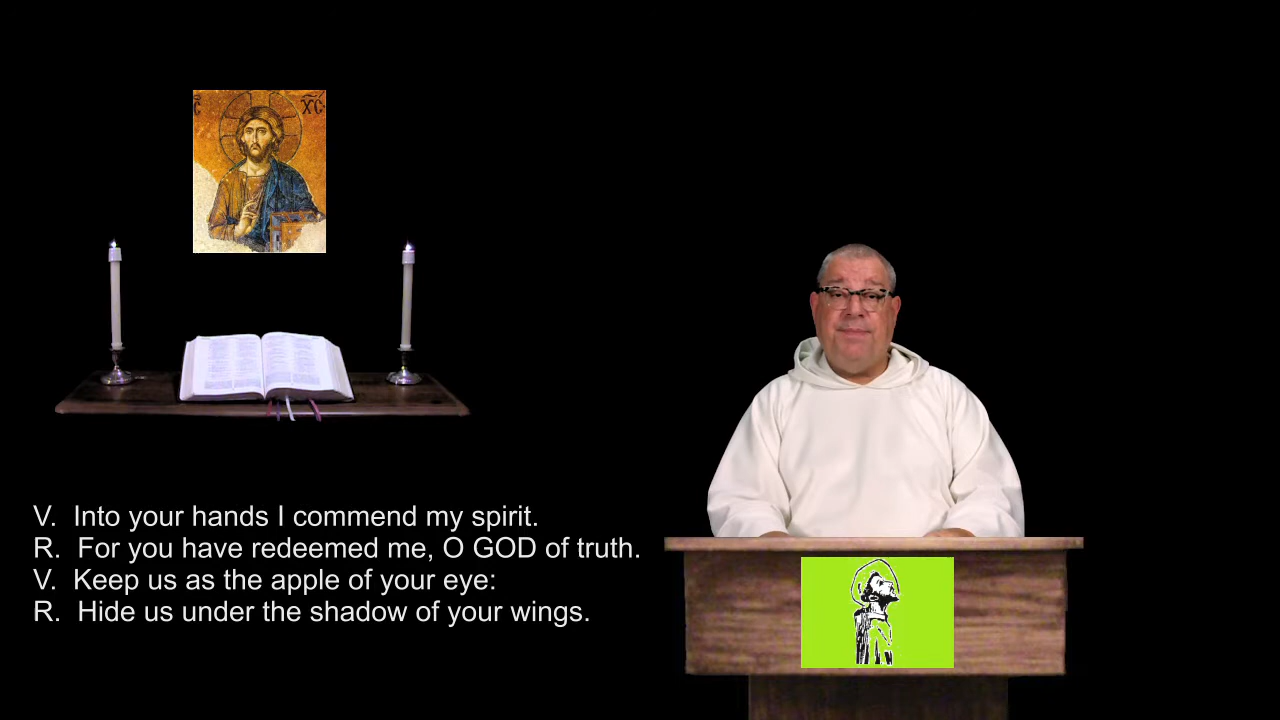 C
XC
V.  Into your hands I commend my spirit.
R.  For you have redeemed me, O GOD of truth.
V.  Keep us as the apple of your eye:
R.  Hide us under the shadow of your wings.